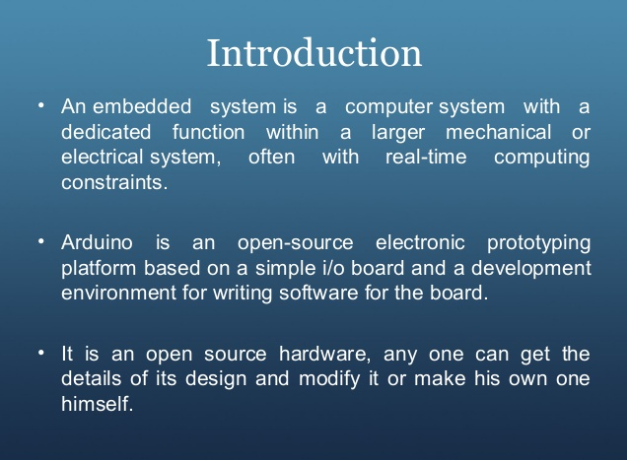 Introduction
• An embedded system is a computer system with a
dedicated function within a larger mechanical or
electrical system, often with real-time computing
constraints.
• Arduino is an open-source electronic prototyping
platform based on a simple i/o board and a development
environment for writing software for the board.
• It is an open source hardware, any one can get the
details of its design and modify it or make his own one
himself.